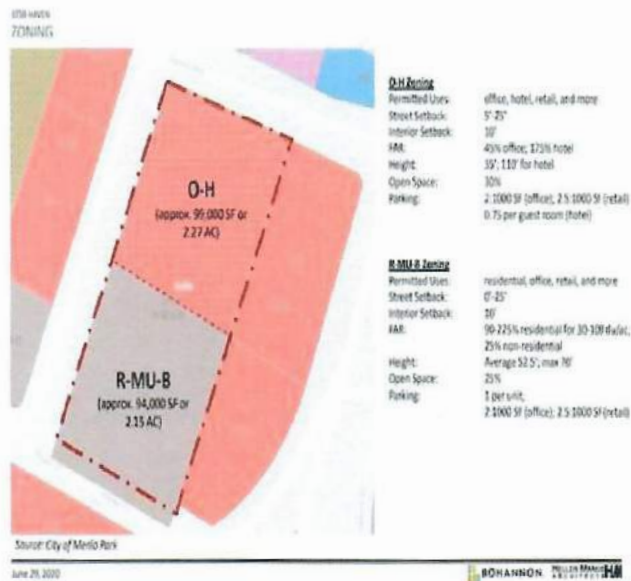 ZONING
O-H
(approx. 99,000 SF or
2.27 AC)
R-MU-B
(approx. 94,000 SF or
2.15 AC)
O-H Zoning
Permitted Uses: office, hotel, retail, and more
Street Setback: 5'-25'
Interior Setback: 10'
FAR: 45% office; 175% hotel
Height: 35'; 110' for hotel
Open Space: 30%
Parking: 2:1000 SF (office); 2.5:1000 SF (retail)
0.75 per guest room (hotel)
R-MU-B Zoning
Permitted Uses: residential, office, retail, and more
Street Setback: 0'-25'
Interior Setback: 10'
FAR: 90-225% residential for 30-100 du/ac,
25% non-residential
Height: Average 52.5'; max 70'
Open Space: 25%
Parking: 1 per unit,
2:1000 SF (office); 2.5:1000 SF (retail)
Source: City of Menlo Park
June 29, 2020
BOHANNON